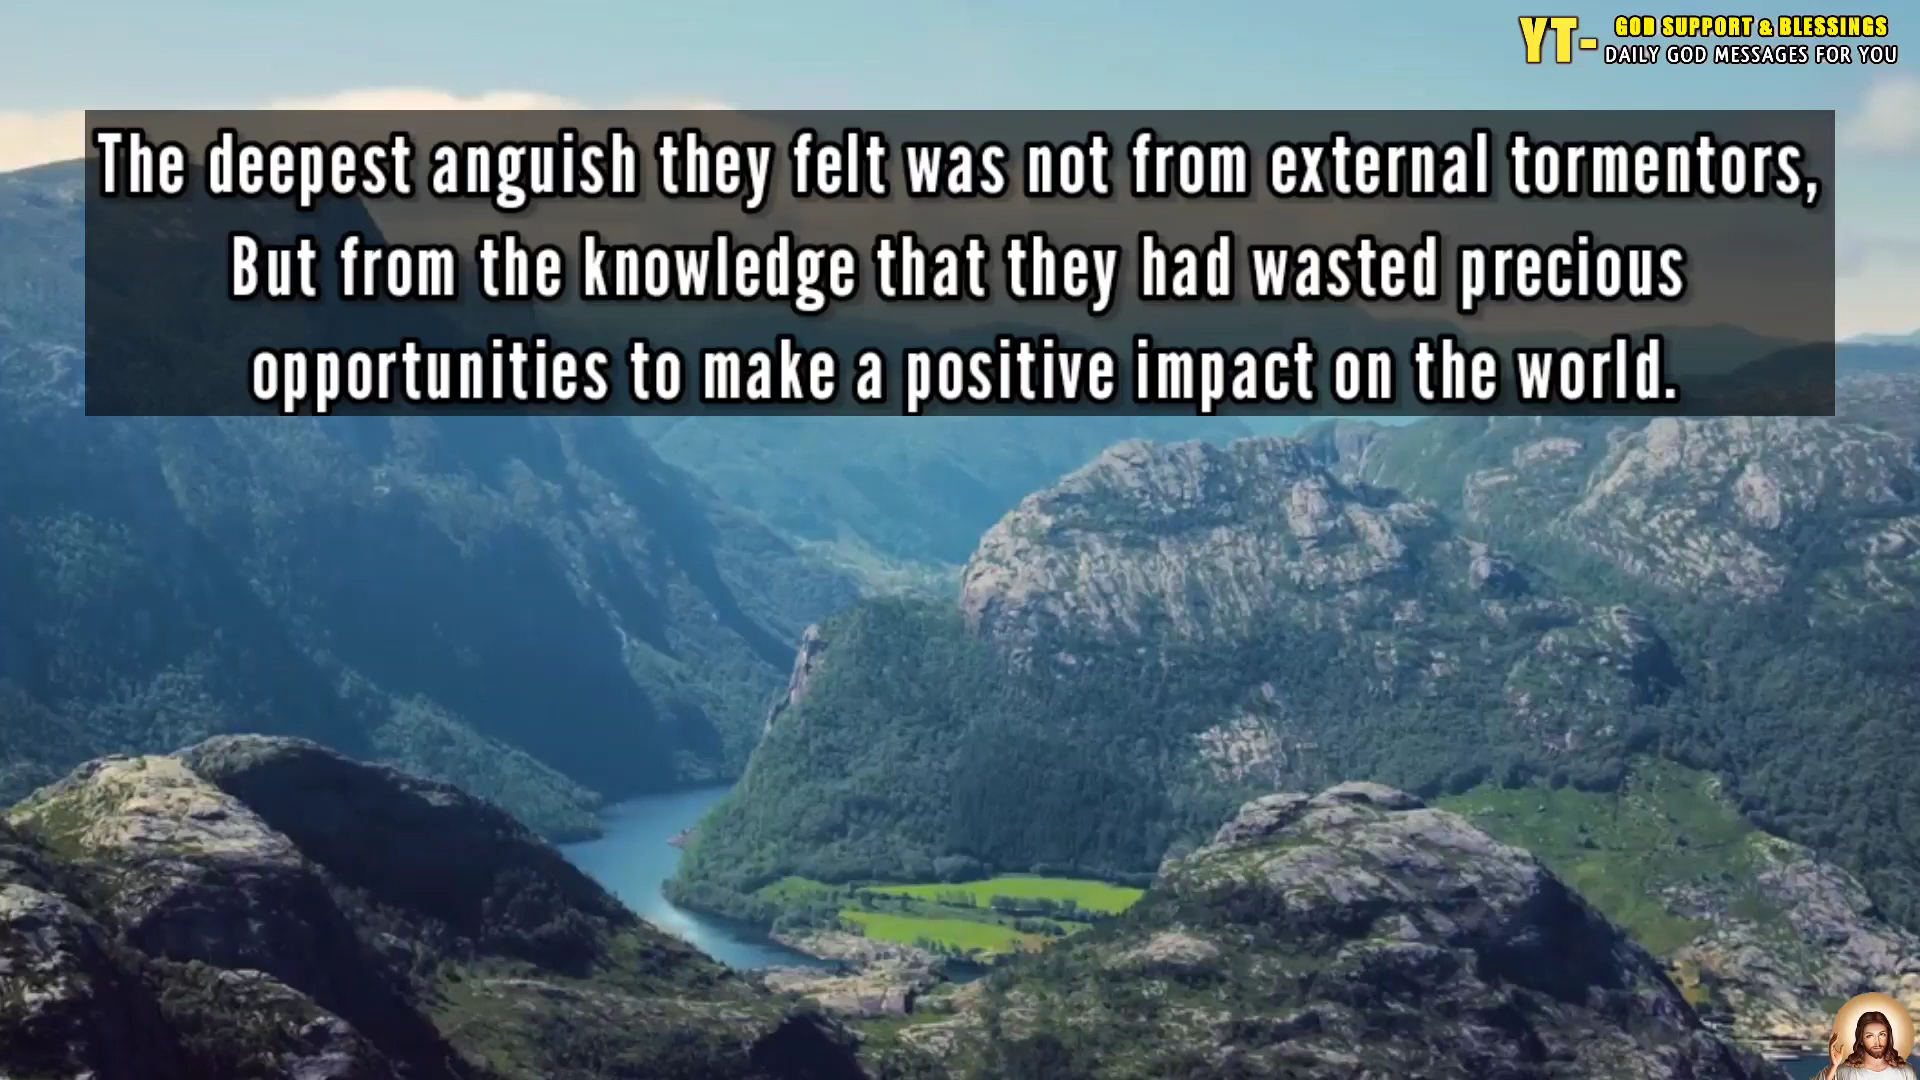 YT- GOD SUPPORT & BLESSINGS
DAILY GOD MESSAGES FOR YOU
The deepest anguish they felt was not from external tormentors,
But from the knowledge that they had wasted precious
opportunities to make a positive impact on the world.